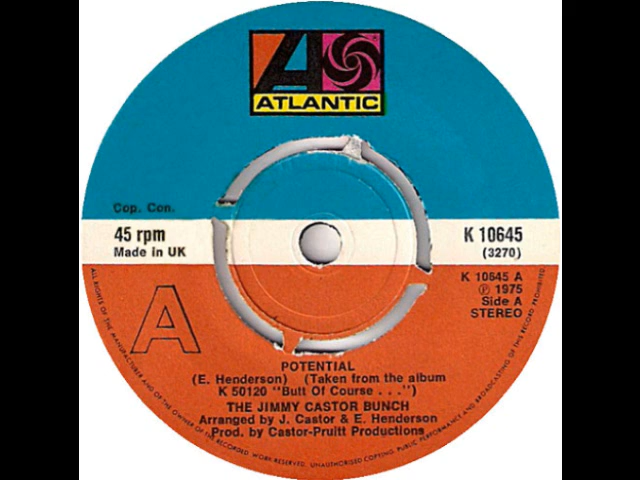 ATLANTIC
Cop. Con.
45 rpm
Made in UK
K 10645
(3270)
K 10645 A
Ⓟ 1975
Side A
STEREO
A
POTENTIAL
(E. Henderson) (Taken from the album
K 50120 "Butt Of Course . . .")
THE JIMMY CASTOR BUNCH
Arranged by J. Castor & E. Henderson
Prod. by Castor-Pruitt Productions
ALL RIGHTS OF THE MANUFACTURER AND OF THE OWNER OF THE RECORDED WORK RESERVED. UNAUTHORISED COPYING, PUBLIC PERFORMANCE AND BROADCASTING OF THIS RECORD PROHIBITED.